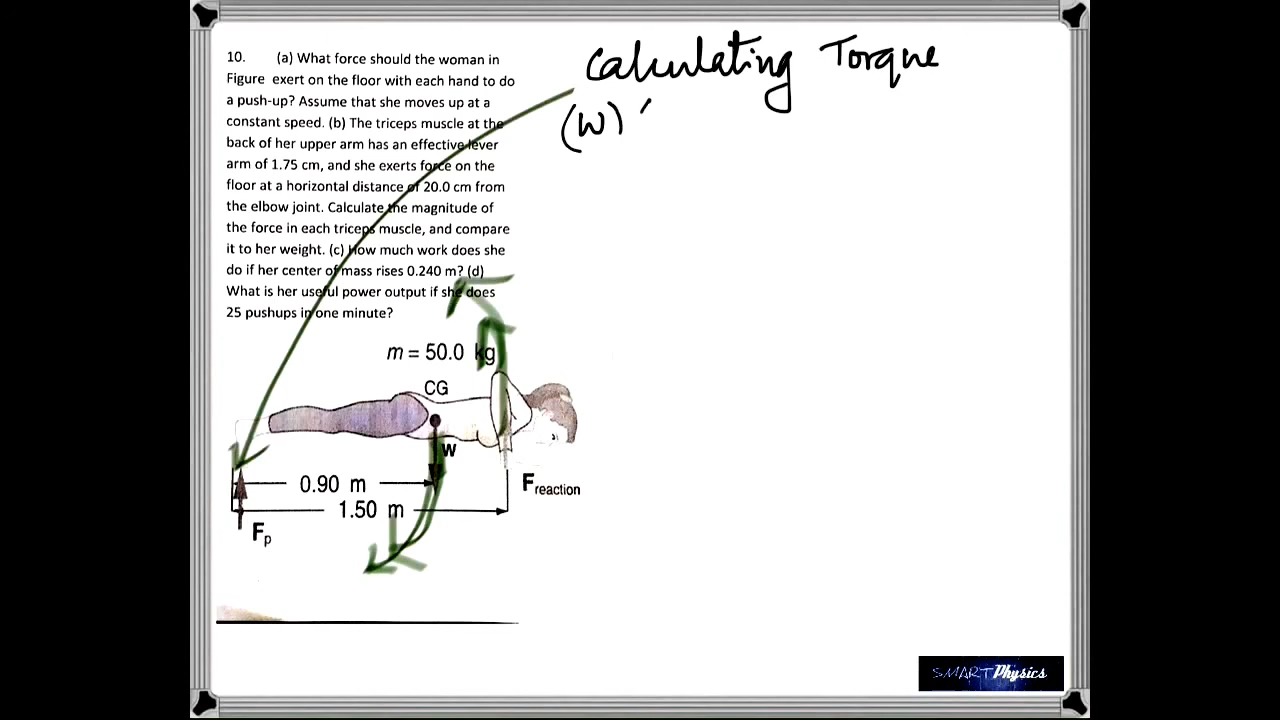 10. (a) What force should the woman in
Figure exert on the floor with each hand to do
a push-up? Assume that she moves up at a
constant speed. (b) The triceps muscle at the
back of her upper arm has an effective lever
arm of 1.75 cm, and she exerts force on the
floor at a horizontal distance of 20.0 cm from
the elbow joint. Calculate the magnitude of
the force in each triceps muscle, and compare
it to her weight. (c) How much work does she
do if her center of mass rises 0.240 m? (d)
What is her useful power output if she does
25 pushups in one minute?
Calculating Torque
(W)
m = 50.0 kg
CG
W
0.90 m
Freaction
1.50 m
Fp
SMART Physics